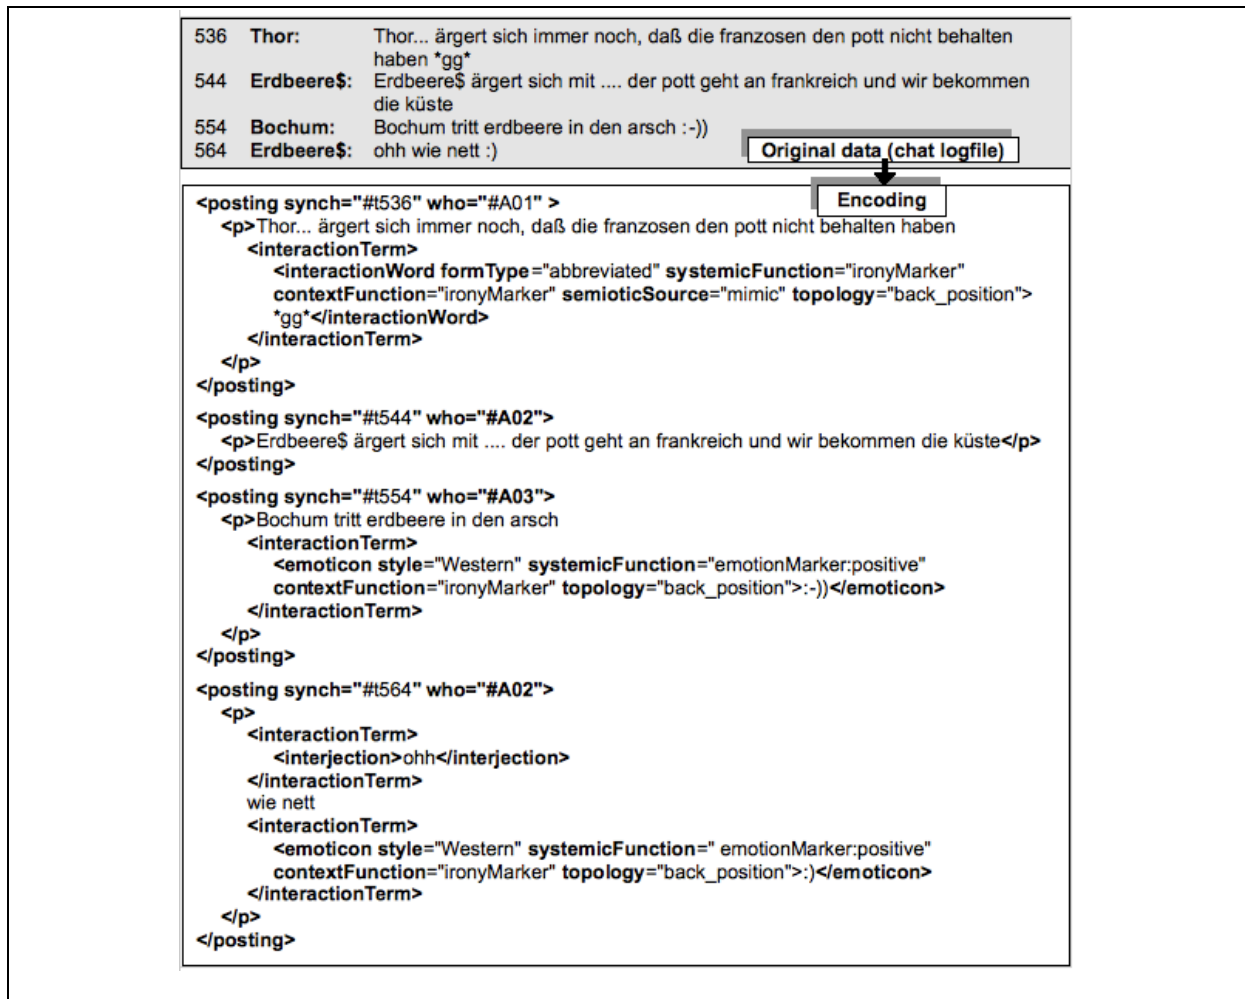 536 Thor: Thor... ärgert sich immer noch, daß die franzosen den pott nicht behalten
haben *gg*
544 Erdbeere$: Erdbeere$ ärgert sich mit .... der pott geht an frankreich und wir bekommen
die küste
554 Bochum: Bochum tritt erdbeere in den arsch :-))
564 Erdbeere$: ohh wie nett :)
Original data (chat logfile)
Encoding
<posting synch="#t536" who="#A01" >
<p>Thor... ärgert sich immer noch, daß die franzosen den pott nicht behalten haben
<interactionTerm>
<interactionWord formType="abbreviated" systemicFunction="ironyMarker"
contextFunction="ironyMarker" semioticSource="mimic" topology="back_position">
*gg*</interactionWord>
</interactionTerm>
</p>
</posting>
<posting synch="#t544" who="#A02">
<p>Erdbeere$ ärgert sich mit .... der pott geht an frankreich und wir bekommen die küste</p>
</posting>
<posting synch="#t554" who="#A03">
<p>Bochum tritt erdbeere in den arsch
<interactionTerm>
<emoticon style="Western" systemicFunction="emotionMarker:positive"
contextFunction="ironyMarker" topology="back_position">:-))</emoticon>
</interactionTerm>
</p>
</posting>
<posting synch="#t564" who="#A02">
<p>
<interactionTerm>
<interjection>ohh</interjection>
</interactionTerm>
wie nett
<interactionTerm>
<emoticon style="Western" systemicFunction=" emotionMarker:positive"
contextFunction="ironyMarker" topology="back_position">:)</emoticon>
</interactionTerm>
</p>
</posting>